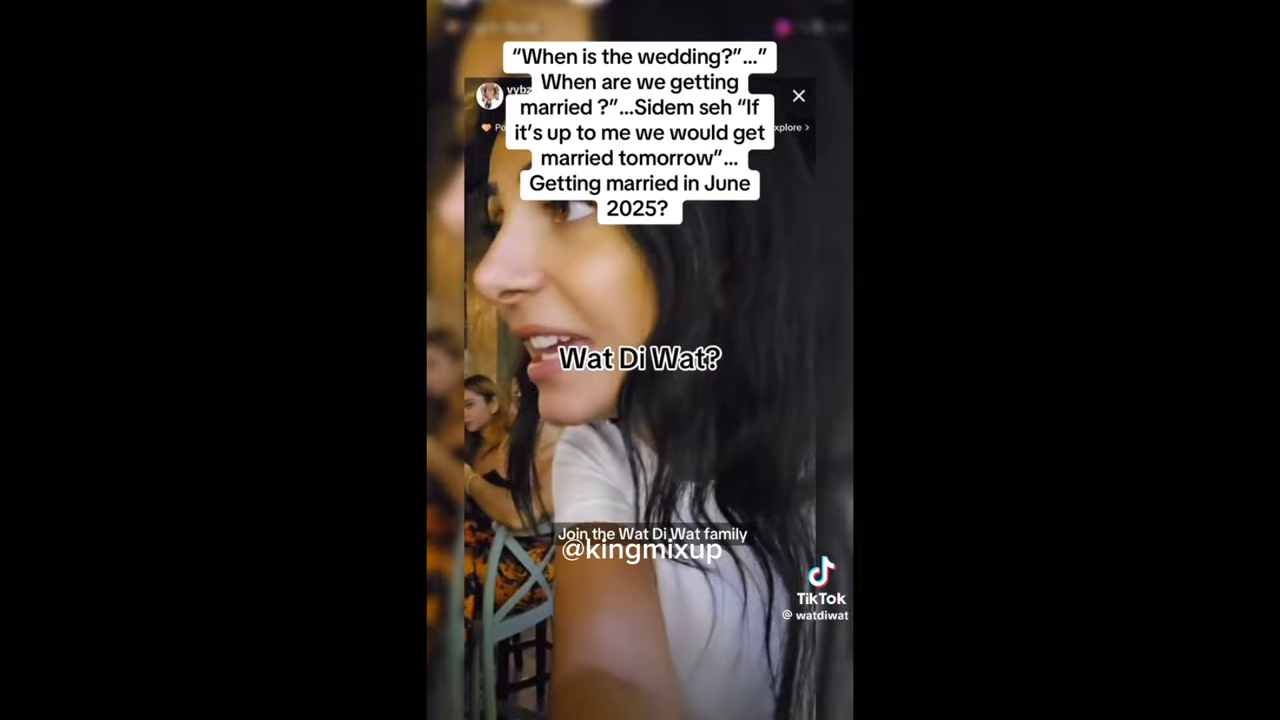 “When is the wedding?”...”
When are we getting
married ?”...Sidem seh “If
it’s up to me we would get
married tomorrow”...
Getting married in June
2025?
Wat Di Wat?
Join the Wat Di Wat family
@kingmixup
TikTok
@ watdiwat